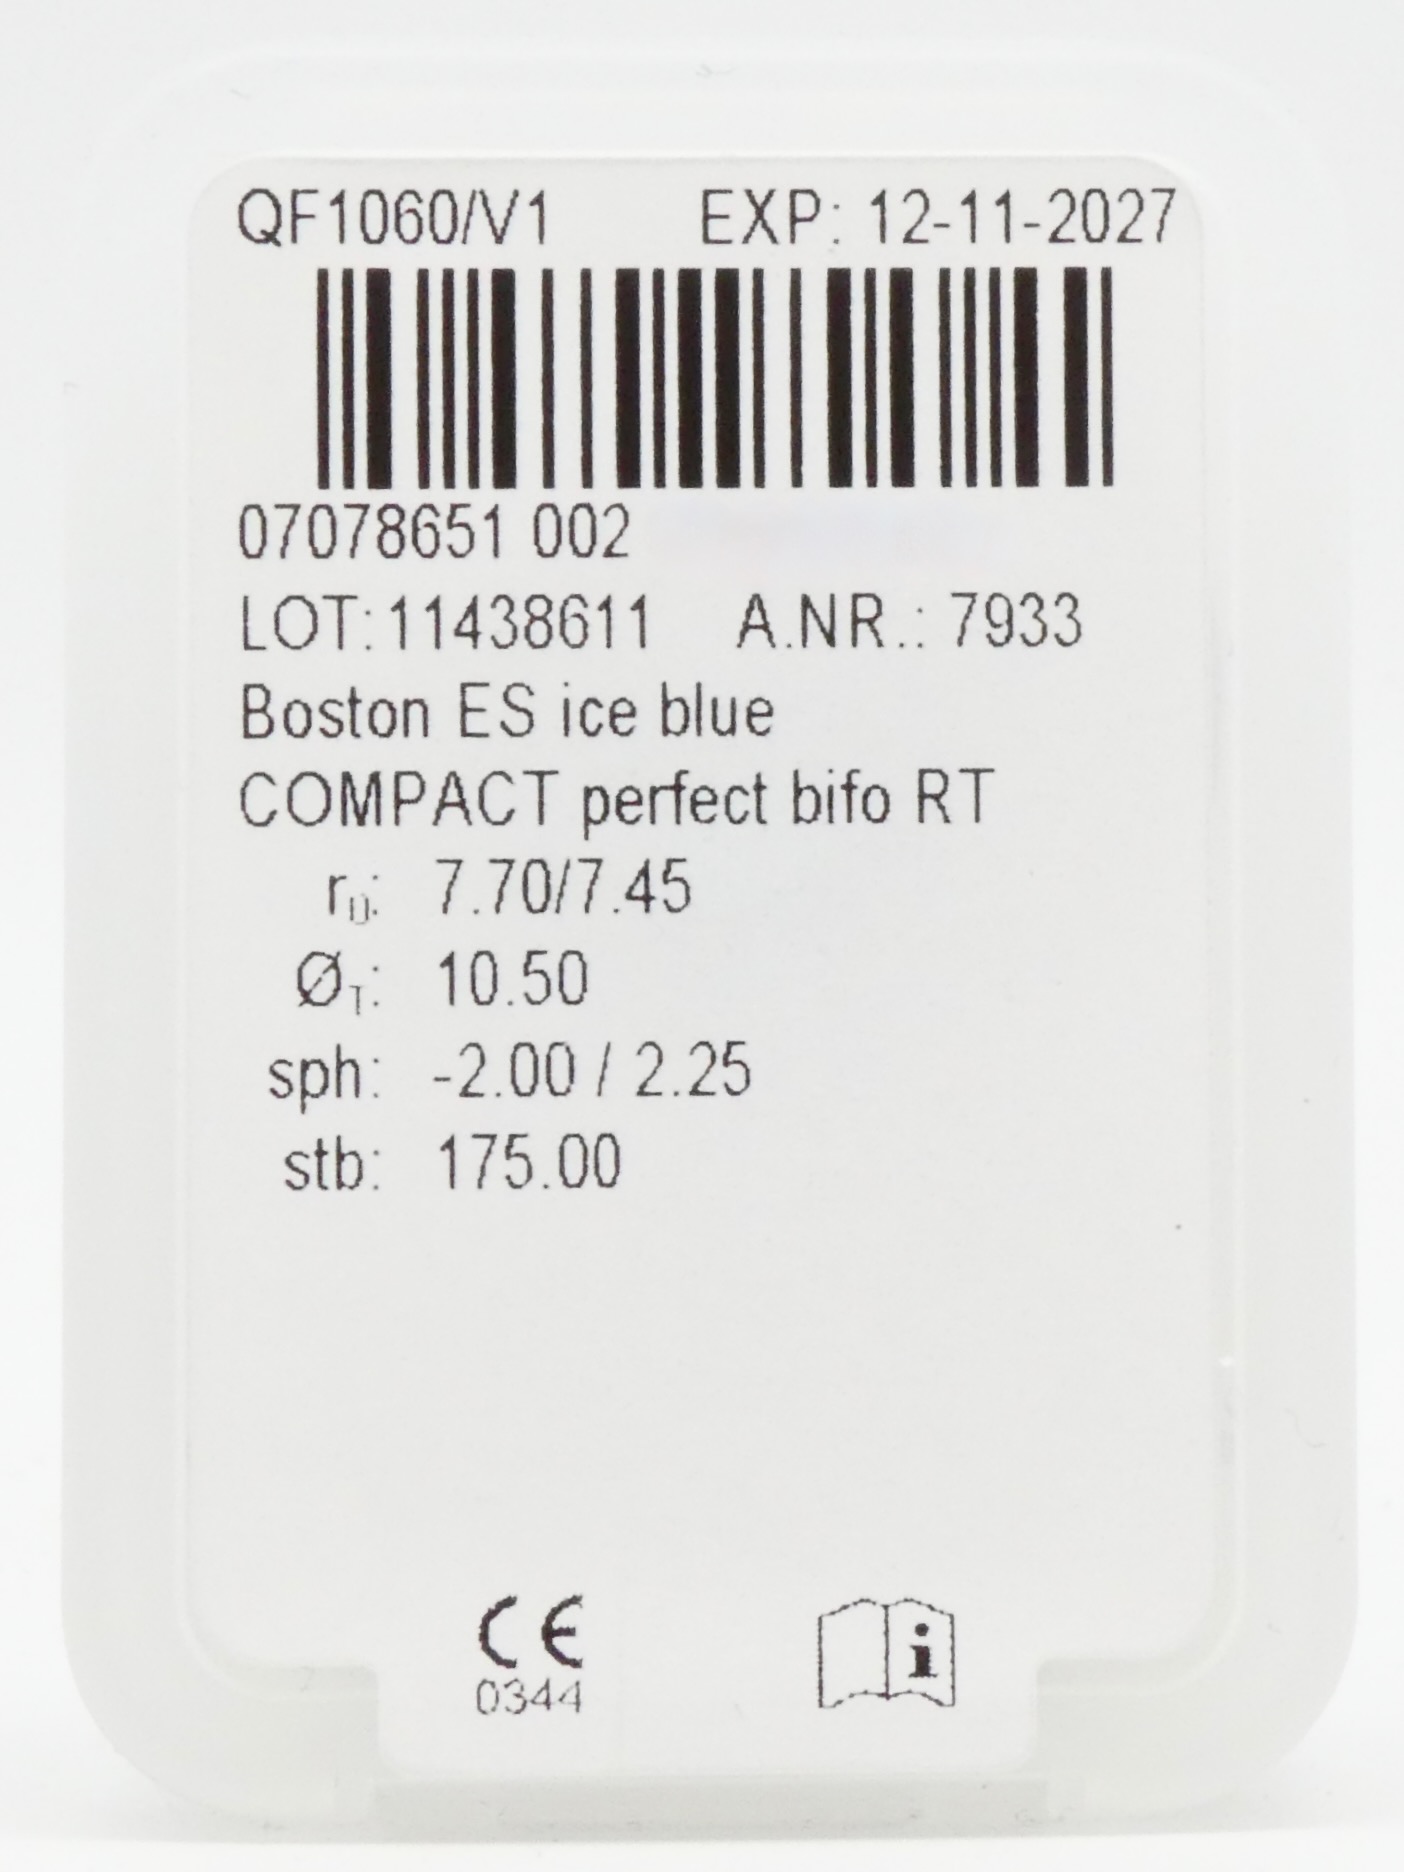 QF1060/V1 EXP: 12-11-2027
07078651 002
LOT: 11438611 A.NR.: 7933
Boston ES ice blue
COMPACT perfect bifo RT
r₀: 7.70/7.45
ØT: 10.50
sph: -2.00 / 2.25
stb: 175.00
CE i
0344